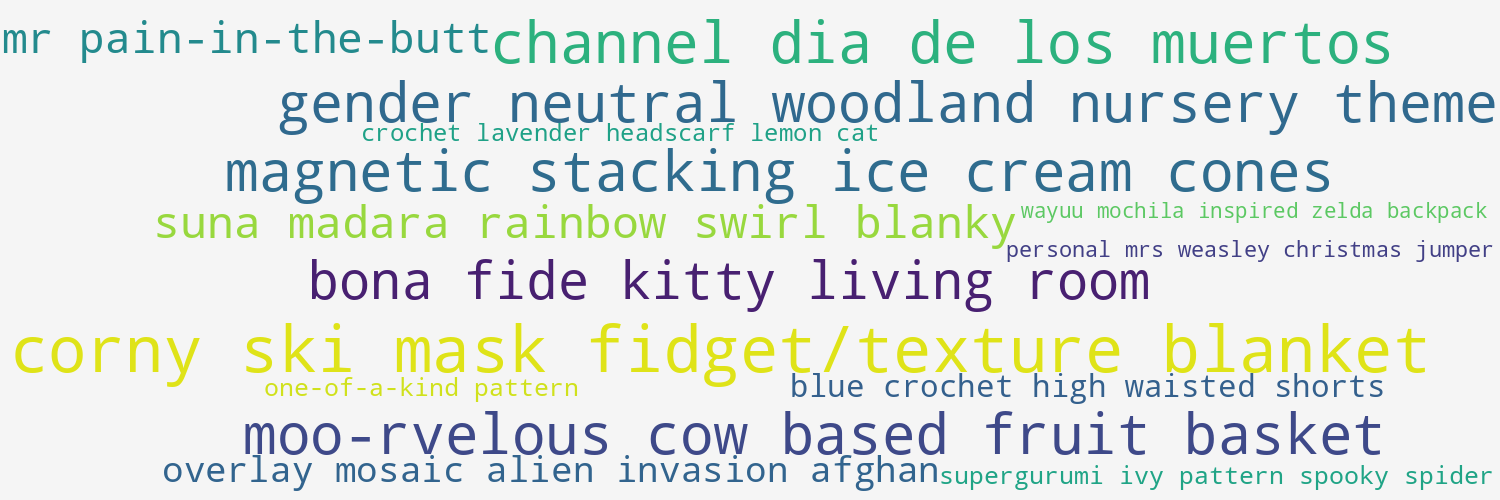 mr pain-in-the-butt
channel dia de los muertos
gender neutral woodland nursery theme
crochet lavender headscarf lemon cat
magnetic stacking ice cream cones
suna madara rainbow swirl blanky
wayuu mochila inspired zelda backpack
personal mrs weasley christmas jumper
bona fide kitty living room
corny ski mask fidget/texture blanket
one-of-a-kind pattern
blue crochet high waisted shorts
moo-rvelous cow based fruit basket
overlay mosaic alien invasion afghan
supergurumi ivy pattern spooky spider